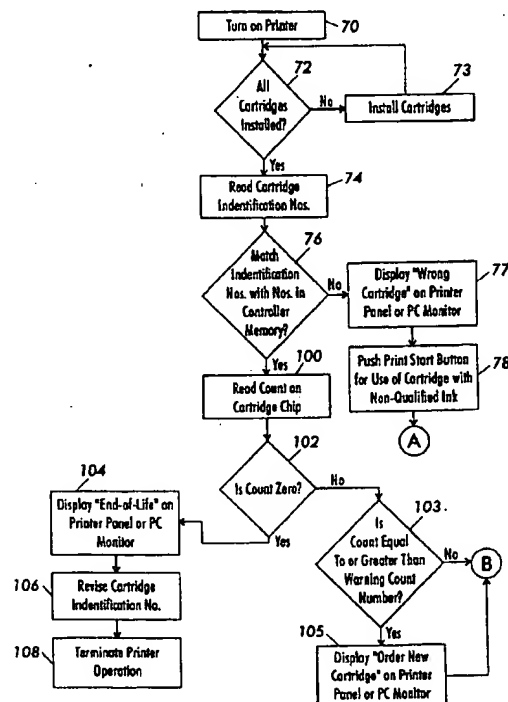 Turn on Printer
70
72
73
All
Cartridges
Installed?
No
Install Cartridges
Yes
Read Cartridge
Indentification Nos.
74
76
Match
Indentification
Nos. with Nos. in
Controller
Memory?
No
77
Display "Wrong
Cartridge" on Printer
Panel or PC Monitor
Yes
100
Read Count on
Cartridge Chip
78
Push Print Start Button
for Use of Cartridge with
Non-Qualified Ink
A
102
Is Count Zero?
No
Yes
104
Display "End-of-Life" on
Printer Panel or PC
Monitor
103
Is
Count Equal
To or Greater Than
Warning Count
Number?
No
B
Yes
106
Revise Cartridge
Indentification No.
108
Terminate Printer
Operation
105
Display "Order New
Cartridge" on Printer
Panel or PC Monitor